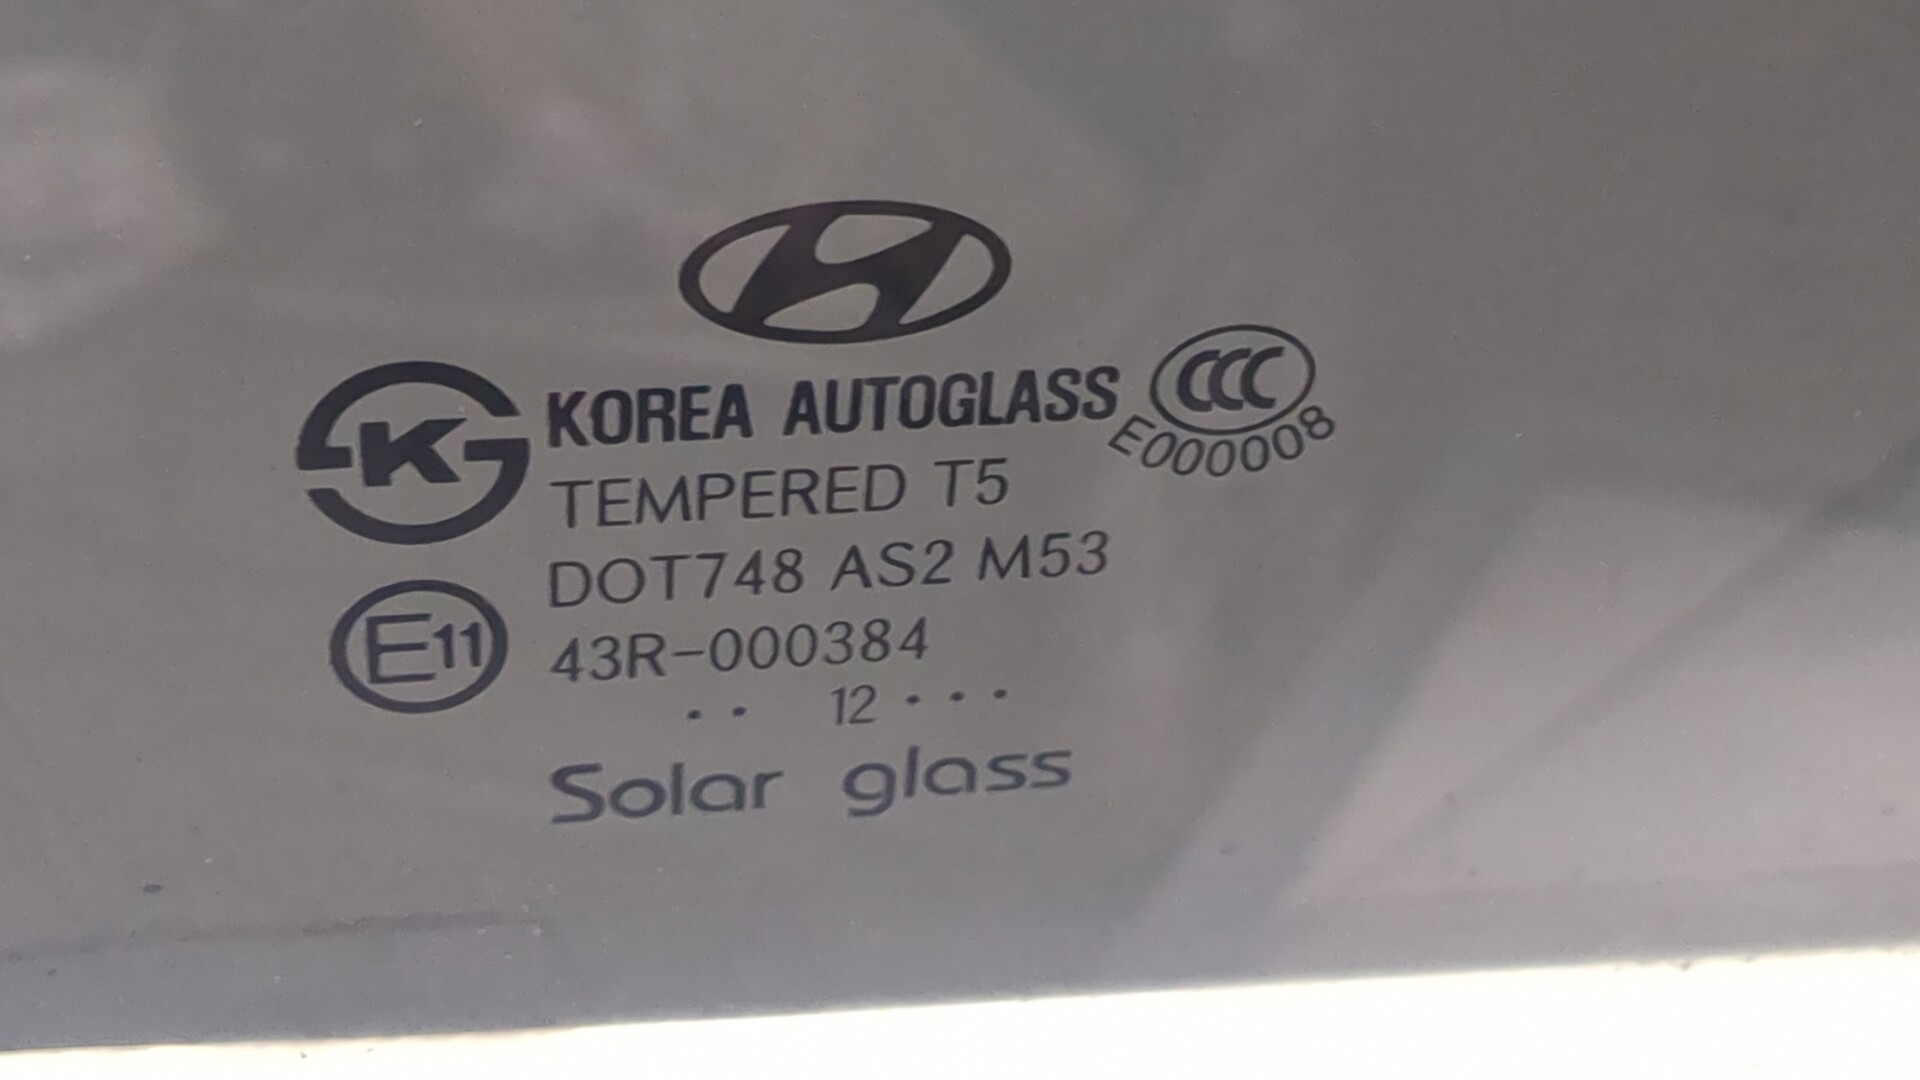 KOREA AUTOGLASS
CCC
E000008
K
TEMPERED T5
DOT748 AS2 M53
E11
43R-000384
•• 12 •••
Solar glass